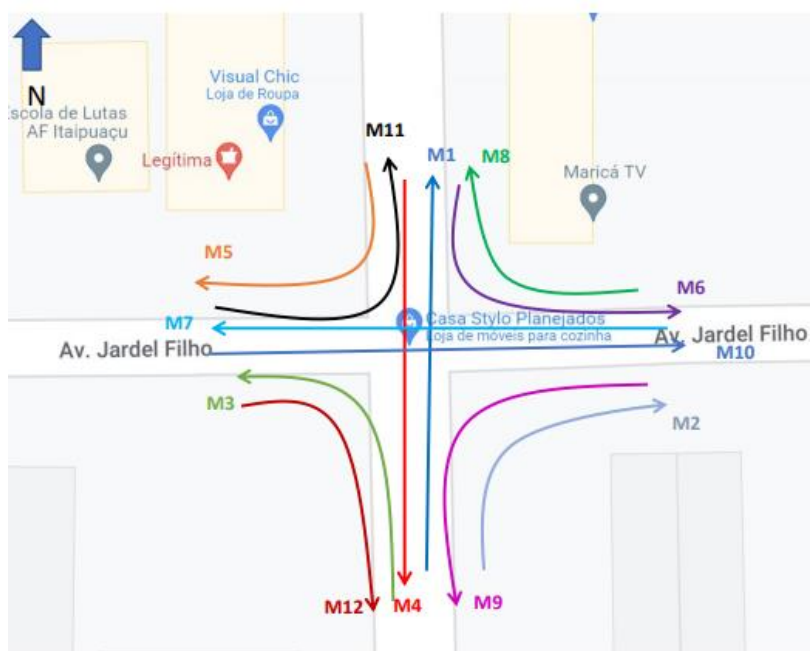 N
Visual Chic
Loja de Roupa
scola de Lutas
AF Itaipuaçu
Legítima
M11
M1
M8
Maricá TV
M5
M6
M7
Casa Stylo Planejados
Loja de móveis para cozinha
Av. Jardel Filho
Av. Jardel Filho
M10
M3
M2
M12
M4
M9